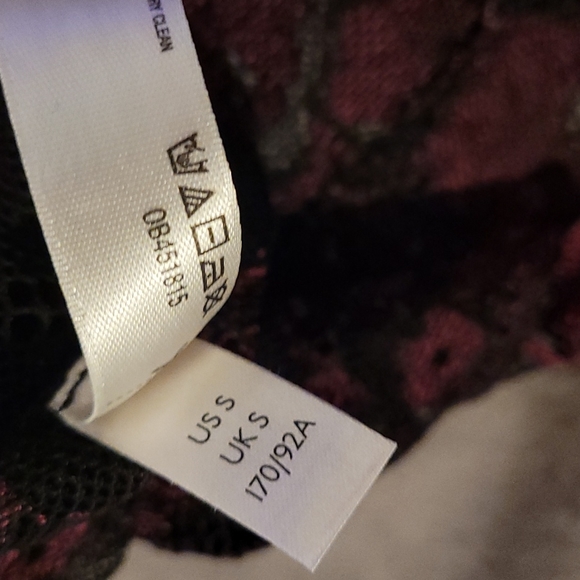 RY CLEAN
0B451815
US S
UK S
170/92A